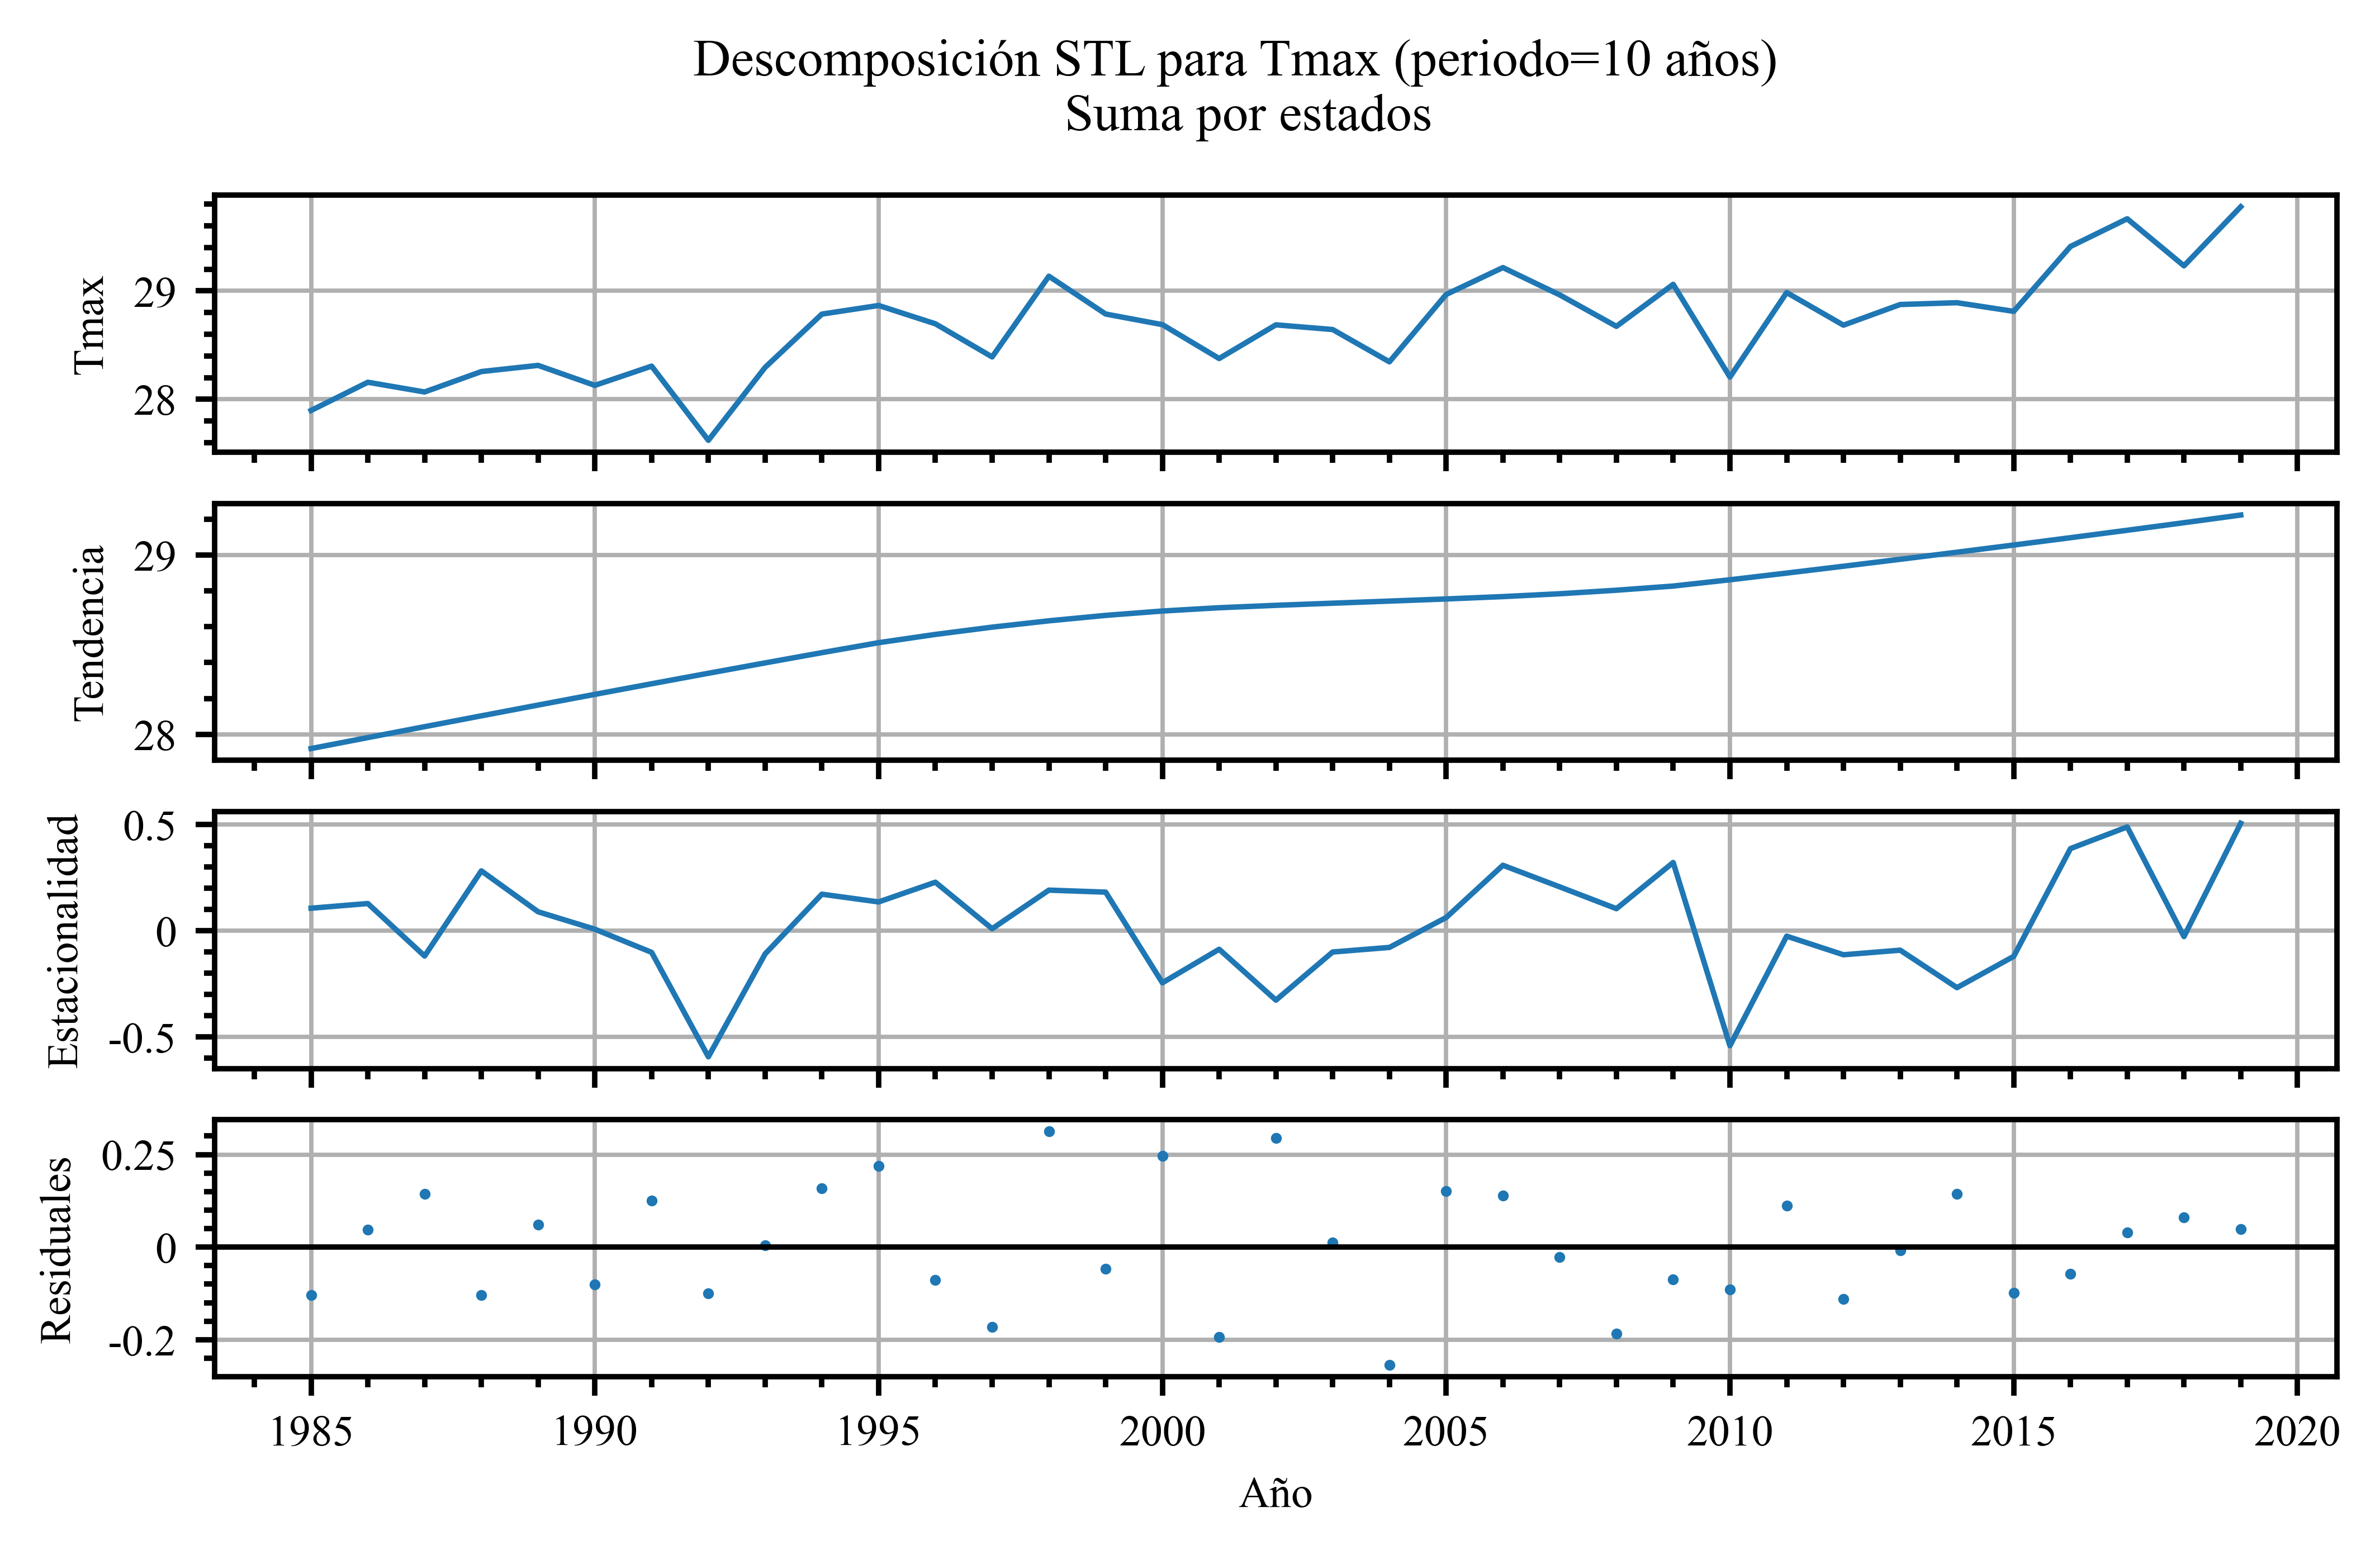 Descomposición STL para Tmax (periodo=10 años)
Suma por estados
Tmax
29
28
Tendencia
29
28
Estacionalidad
0.5
0
-0.5
Residuales
0.25
0
-0.2
1985 1990 1995 2000 2005 2010 2015 2020
Año